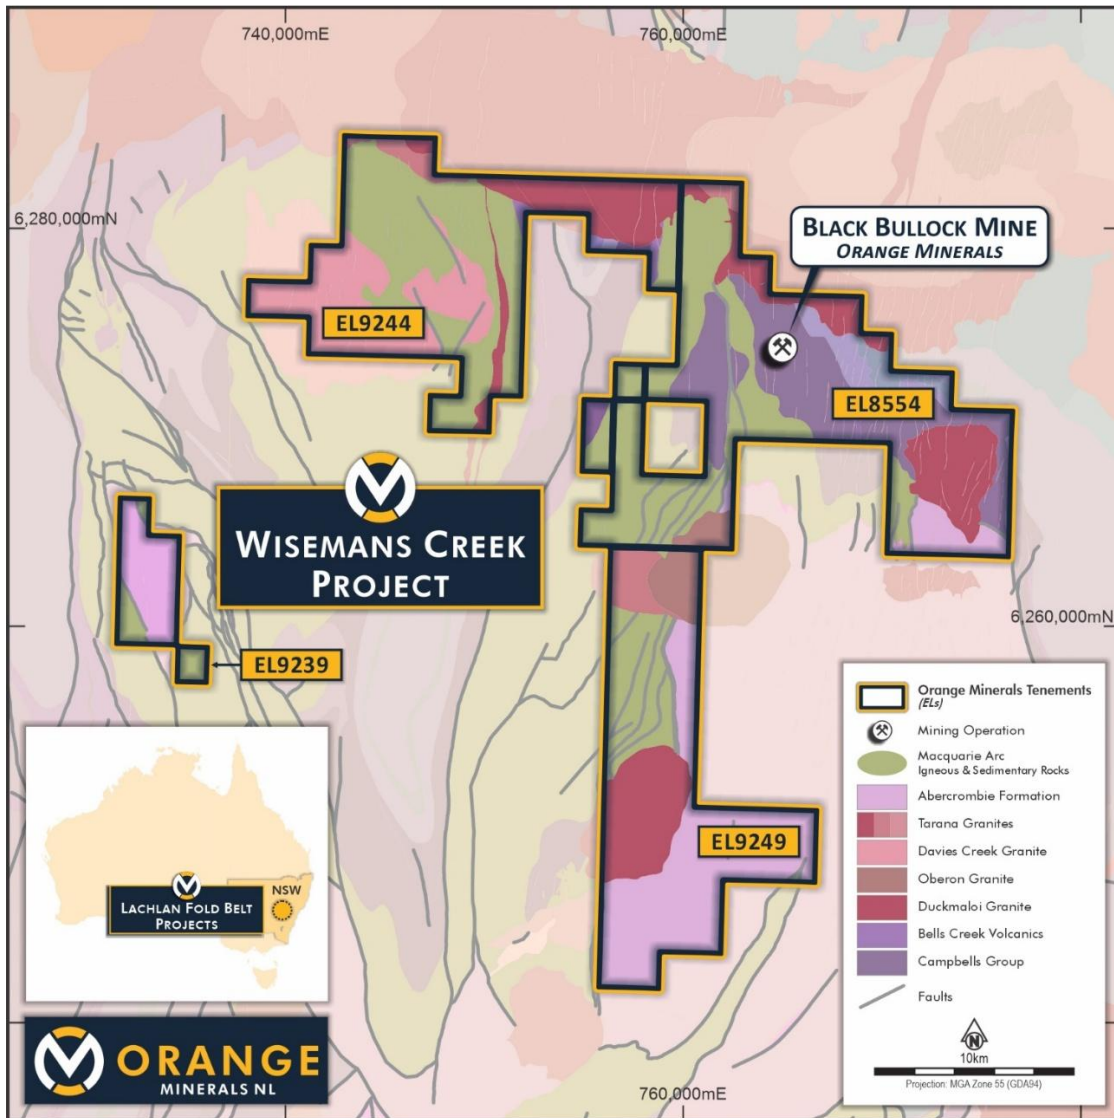 740,000mE
760,000mE
6,280,000mN
BLACK BULLOCK MINE
ORANGE MINERALS
EL9244
EL8554
WISEMANS CREEK
PROJECT
6,260,000mN
EL9239
EL9249
NSW
LACHLAN FOLD BELT
PROJECTS
ORANGE
MINERALS NL
760,000mE
Orange Minerals Tenements
(ELs)
Mining Operation
Macquarie Arc
Igneous & Sedimentary Rocks
Abercrombie Formation
Tarana Granites
Davies Creek Granite
Oberon Granite
Duckmaloi Granite
Bells Creek Volcanics
Campbells Group
Faults
N
10km
Projection: MGA Zone 55 (GDA94)